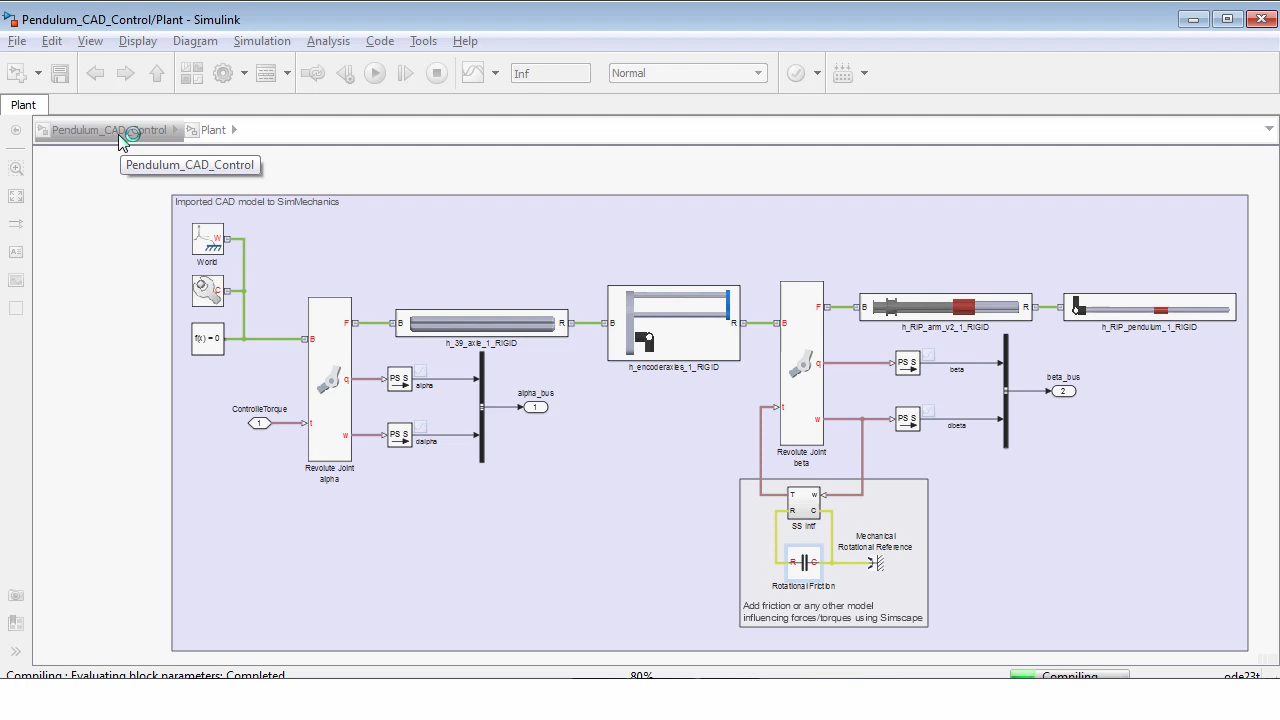 Pendulum_CAD_Control/Plant - Simulink
File Edit View Display Diagram Simulation Analysis Code Tools Help
Inf
Normal
Plant
Pendulum_CAD_Control Plant
Pendulum_CAD_Control
Imported CAD model to SimMechanics
W
World
C
f(x) = 0
B
F
q
t
w
ControlleTorque
1
Revolute Joint
alpha
B
R
h_39_axle_1_RIGID
PS S
alpha
PS S
dalpha
alpha_bus
1
B
R
h_encoderaxles_1_RIGID
B
F
q
t
w
Revolute Joint
beta
B
R
h_RIP_arm_v2_1_RIGID
B
h_RIP_pendulum_1_RIGID
PS S
beta
PS S
dbeta
beta_bus
2
T w
R C
SS Intf
Mechanical
Rotational Reference
R C
Rotational Friction
Add friction or any other model
influencing forces/torques using Simscape
Compiling : Evaluating block parameters: Completed
80%
Compiling
ode23t